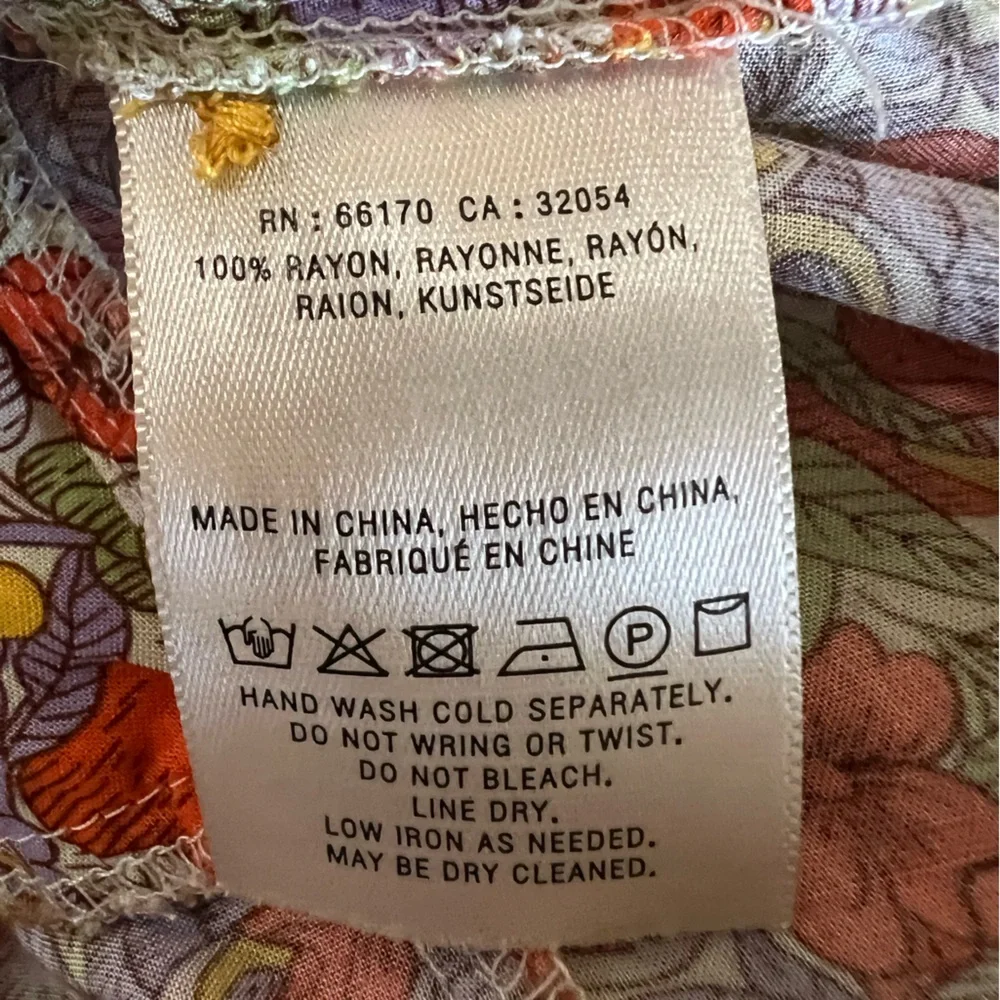 RN : 66170 CA : 32054
100% RAYON, RAYONNE, RAYÓN,
RAION, KUNSTSEIDE
MADE IN CHINA, HECHO EN CHINA,
FABRIQUÉ EN CHINE
P
HAND WASH COLD SEPARATELY.
DO NOT WRING OR TWIST.
DO NOT BLEACH.
LINE DRY.
LOW IRON AS NEEDED.
MAY BE DRY CLEANED.